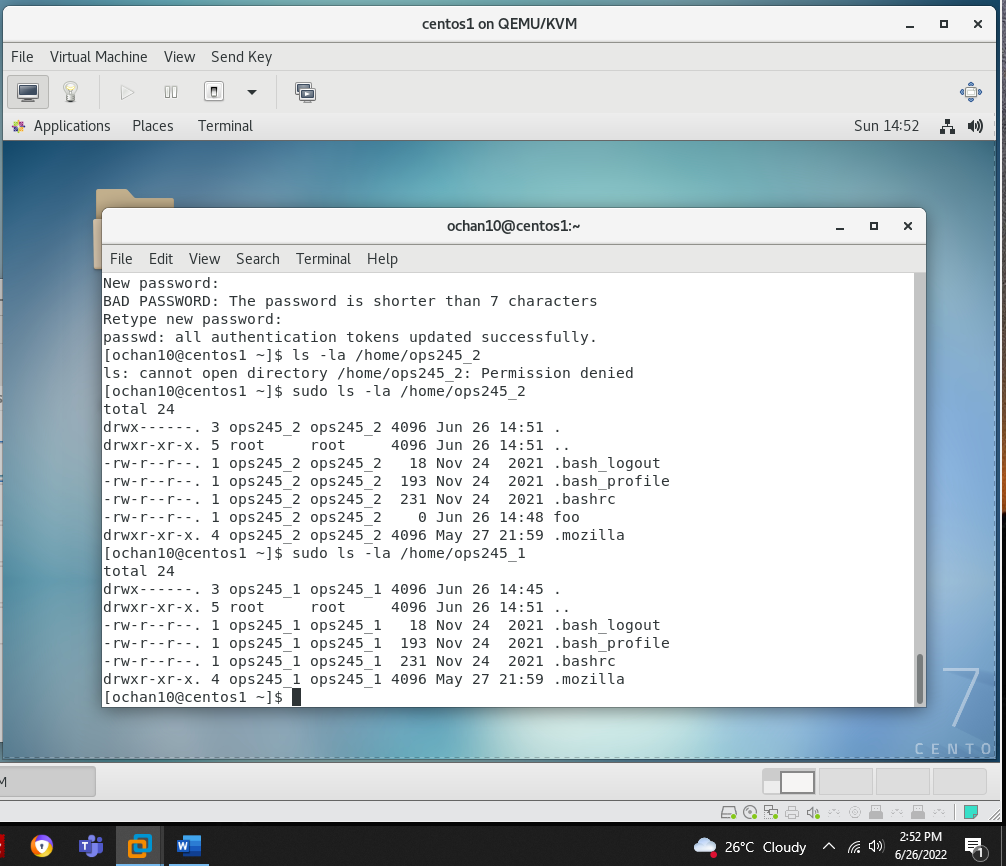 centos1 on QEMU/KVM
File Virtual Machine View Send Key
Applications Places Terminal Sun 14:52
ochan10@centos1:~
File Edit View Search Terminal Help
New password:
BAD PASSWORD: The password is shorter than 7 characters
Retype new password:
passwd: all authentication tokens updated successfully.
[ochan10@centos1 ~]$ ls -la /home/ops245_2
ls: cannot open directory /home/ops245_2: Permission denied
[ochan10@centos1 ~]$ sudo ls -la /home/ops245_2
total 24
drwx------. 3 ops245_2 ops245_2 4096 Jun 26 14:51 .
drwxr-xr-x. 5 root     root     4096 Jun 26 14:51 ..
-rw-r--r--. 1 ops245_2 ops245_2   18 Nov 24  2021 .bash_logout
-rw-r--r--. 1 ops245_2 ops245_2  193 Nov 24  2021 .bash_profile
-rw-r--r--. 1 ops245_2 ops245_2  231 Nov 24  2021 .bashrc
-rw-r--r--. 1 ops245_2 ops245_2    0 Jun 26 14:48 foo
drwxr-xr-x. 4 ops245_2 ops245_2 4096 May 27 21:59 .mozilla
[ochan10@centos1 ~]$ sudo ls -la /home/ops245_1
total 24
drwx------. 3 ops245_1 ops245_1 4096 Jun 26 14:45 .
drwxr-xr-x. 5 root     root     4096 Jun 26 14:51 ..
-rw-r--r--. 1 ops245_1 ops245_1   18 Nov 24  2021 .bash_logout
-rw-r--r--. 1 ops245_1 ops245_1  193 Nov 24  2021 .bash_profile
-rw-r--r--. 1 ops245_1 ops245_1  231 Nov 24  2021 .bashrc
drwxr-xr-x. 4 ops245_1 ops245_1 4096 May 27 21:59 .mozilla
[ochan10@centos1 ~]$
7
CENTO
M
26°C Cloudy
2:52 PM
6/26/2022
1